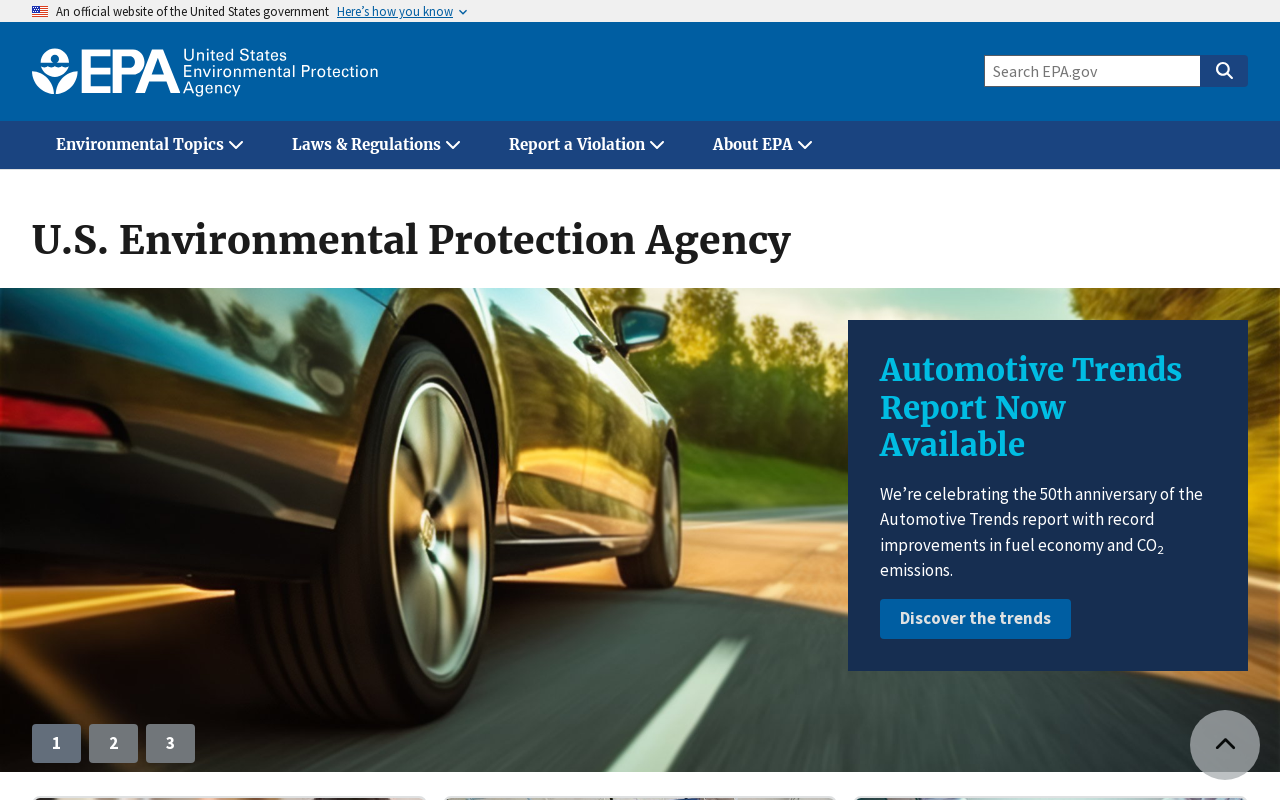 An official website of the United States government Here’s how you know
EPA United States
Environmental Protection
Agency
Search EPA.gov
Environmental Topics Laws & Regulations Report a Violation About EPA
U.S. Environmental Protection Agency
Automotive Trends
Report Now
Available
We’re celebrating the 50th anniversary of the
Automotive Trends report with record
improvements in fuel economy and CO₂
emissions.
Discover the trends
1 2 3